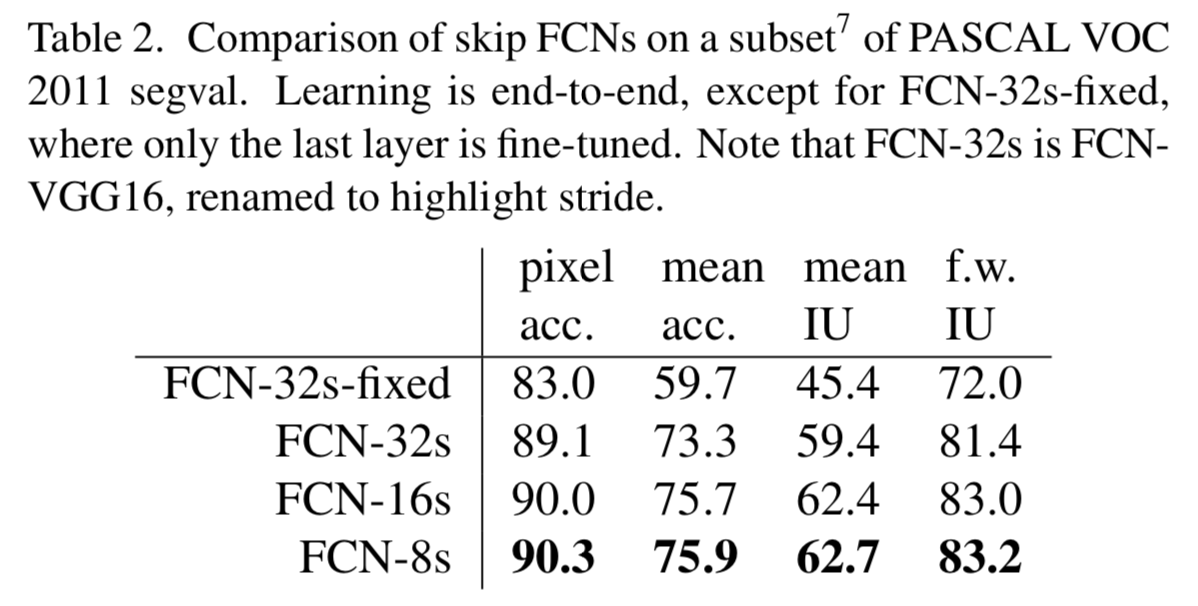 Table 2. Comparison of skip FCNs on a subset7 of PASCAL VOC
2011 segval. Learning is end-to-end, except for FCN-32s-fixed,
where only the last layer is fine-tuned. Note that FCN-32s is FCN-
VGG16, renamed to highlight stride.
pixel mean mean f.w.
acc. acc. IU IU
FCN-32s-fixed 83.0 59.7 45.4 72.0
FCN-32s 89.1 73.3 59.4 81.4
FCN-16s 90.0 75.7 62.4 83.0
FCN-8s 90.3 75.9 62.7 83.2